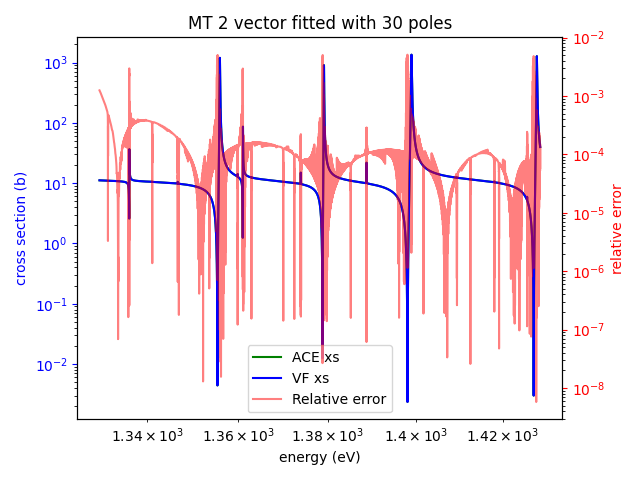 MT 2 vector fitted with 30 poles
10³
10²
10¹
10⁰
10⁻¹
10⁻²
cross section (b)
10⁻²
10⁻³
10⁻⁴
10⁻⁵
10⁻⁶
10⁻⁷
10⁻⁸
relative error
ACE xs
VF xs
Relative error
1.34 × 10³ 1.36 × 10³ 1.38 × 10³ 1.4 × 10³ 1.42 × 10³
energy (eV)